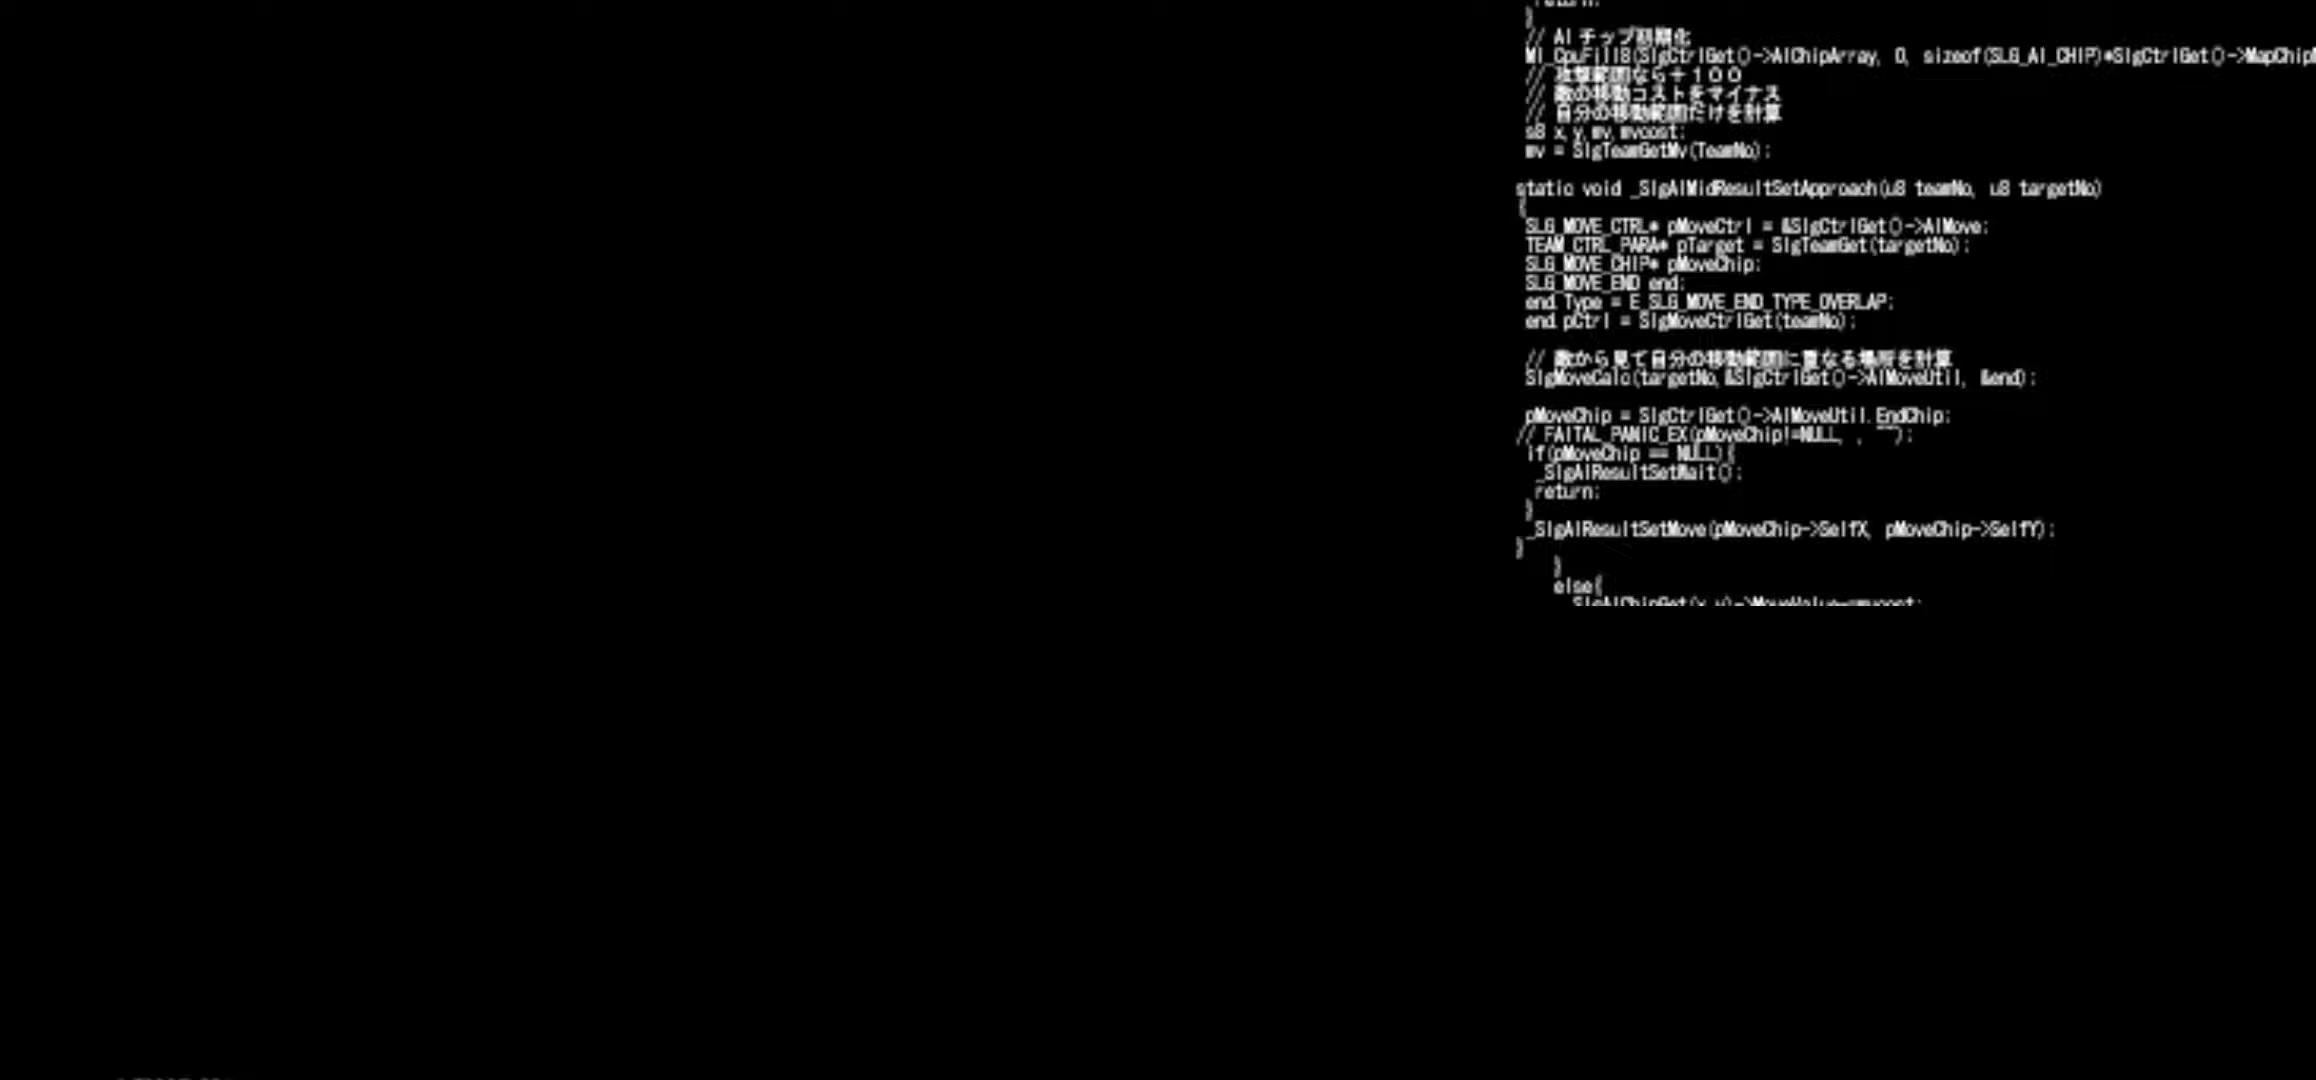 return;
}
// AIチップ初期化
MI_CpuFill8(SlgCtrlGet()->AIChipArray, 0, sizeof(SLG_AI_CHIP)*SlgCtrlGet()->MapChip
// 攻撃範囲なら+100
// 敵の移動コストをマイナス
// 自分の移動範囲だけを計算
s8 x,y,mv,mvcost;
mv = SlgTeamGetMv(TeamNo);
static void _SlgAIMidResultSetApproach(u8 teamNo, u8 targetNo)
{
SLG_MOVE_CTRL* pMoveCtrl = &SlgCtrlGet()->AIMove;
TEAM_CTRL_PARA* pTarget = SlgTeamGet(targetNo);
SLG_MOVE_CHIP* pMoveChip;
SLG_MOVE_END end;
end.Type = E_SLG_MOVE_END_TYPE_OVERLAP;
end.pCtrl = SlgMoveCtrlGet(teamNo);
// 敵から見て自分の移動範囲に重なる場所を計算
SlgMoveCalc(targetNo,&SlgCtrlGet()->AIMoveUtil, &end);
pMoveChip = SlgCtrlGet()->AIMoveUtil.EndChip;
// FAITAL_PANIC_EX(pMoveChip!=NULL, , "");
if(pMoveChip == NULL){
_SlgAIResultSetWait();
return;
}
_SlgAIResultSetMove(pMoveChip->SelfX, pMoveChip->SelfY);
}
}
else{
SlgAIChipGet(x,y)->MoveValue-=mvcost;